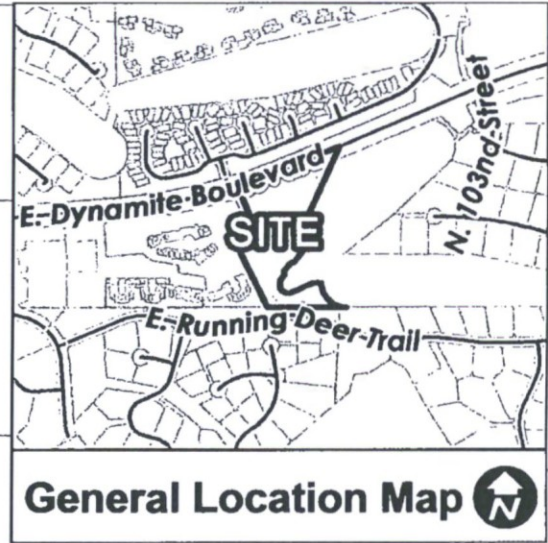 E. Dynamite Boulevard
N. 103nd Street
SITE
E. Running Deer Trail
General Location Map
N